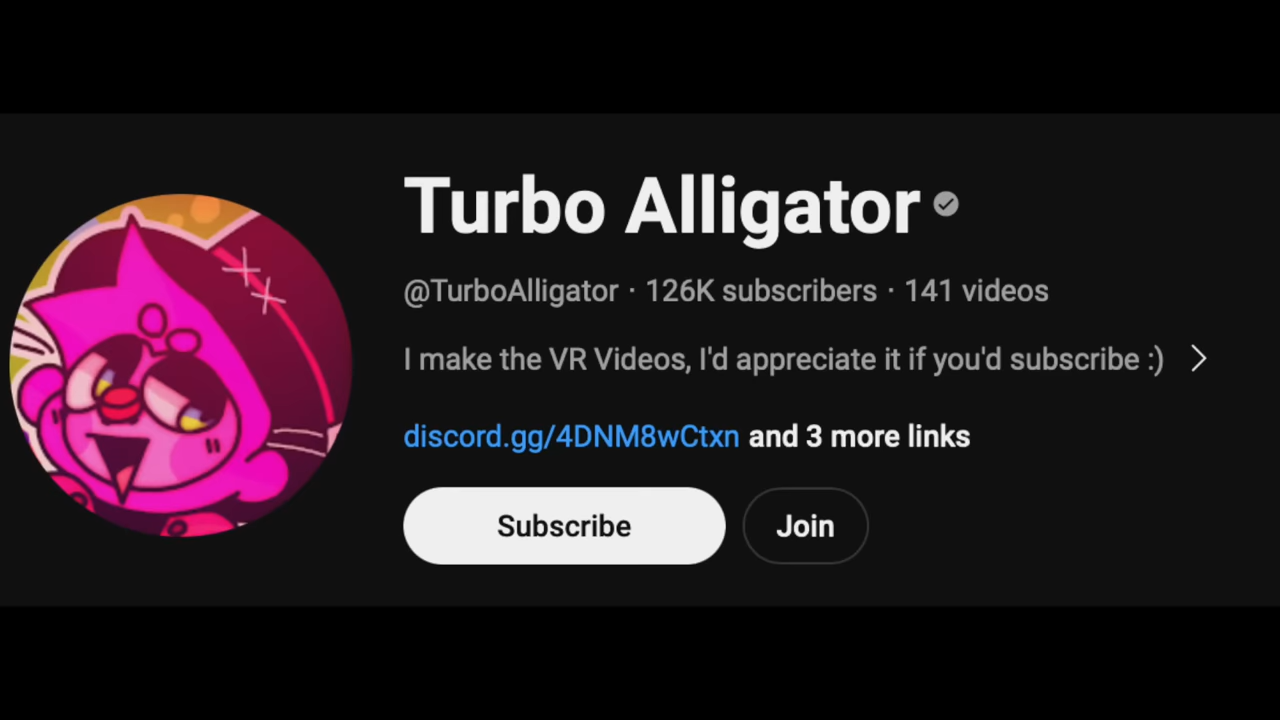 Turbo Alligator
@TurboAlligator · 126K subscribers · 141 videos
I make the VR Videos, I'd appreciate it if you'd subscribe :)
discord.gg/4DNM8wCtxn and 3 more links
Subscribe Join